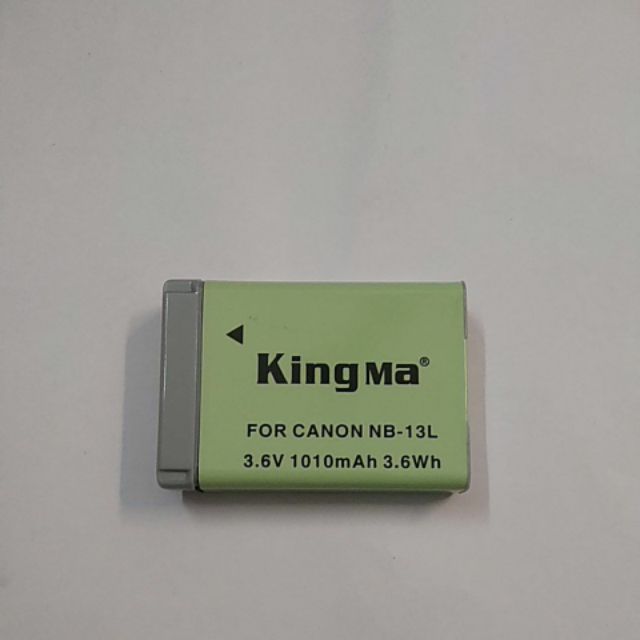 KingMa®
FOR CANON NB-13L
3.6V 1010mAh 3.6Wh